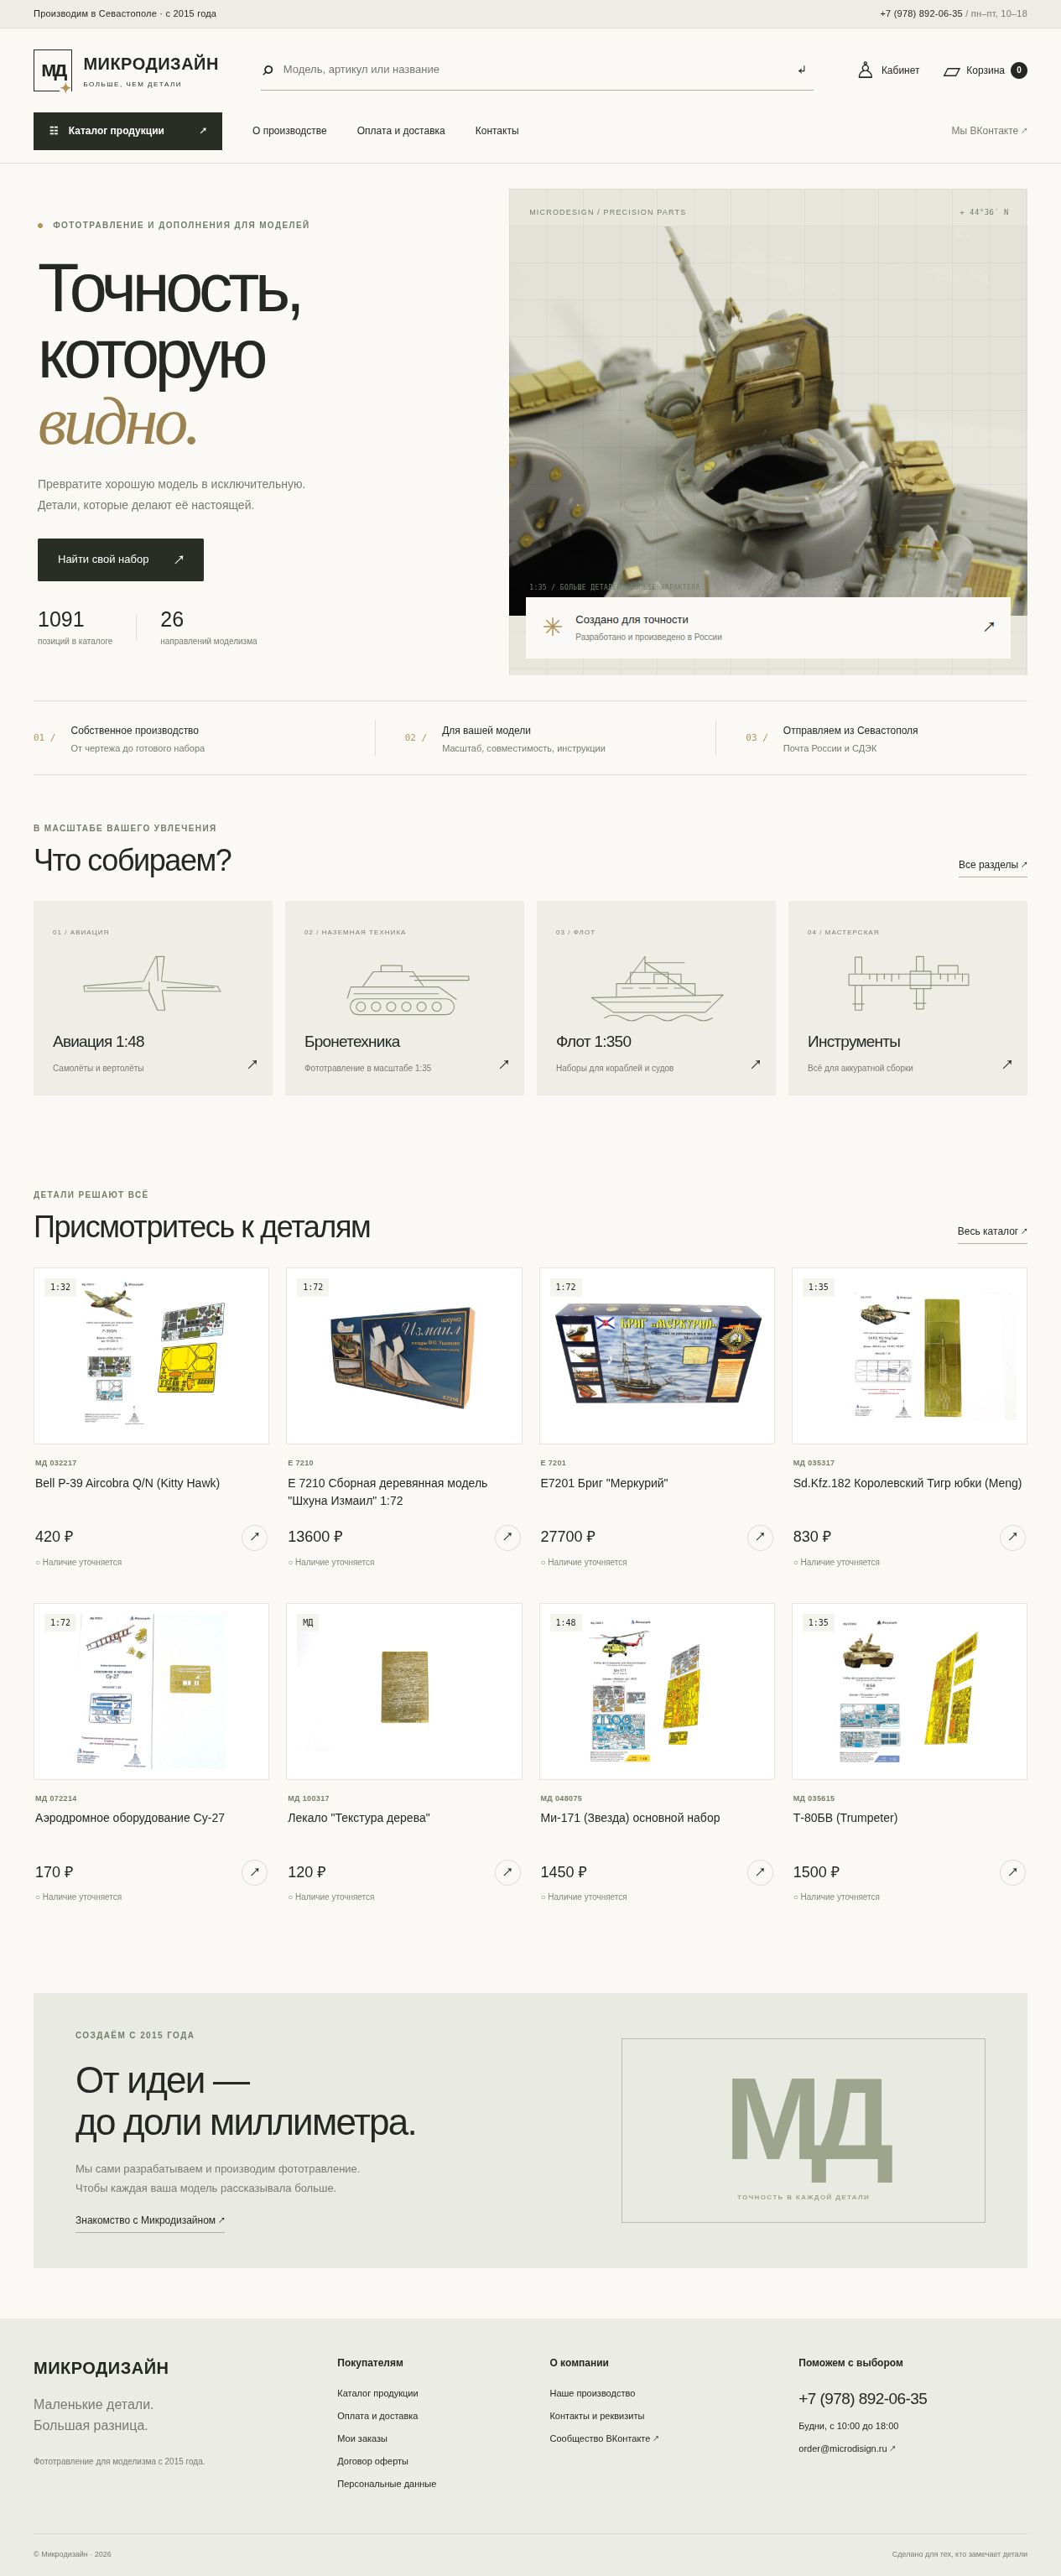 Производим в Севастополе · с 2015 года
+7 (978) 892-06-35 / пн–пт, 10–18
МД
МИКРОДИЗАЙН
БОЛЬШЕ, ЧЕМ ДЕТАЛИ
Модель, артикул или название
Кабинет
Корзина 0
Каталог продукции
О производстве
Оплата и доставка
Контакты
Мы ВКонтакте
ФОТОТРАВЛЕНИЕ И ДОПОЛНЕНИЯ ДЛЯ МОДЕЛЕЙ
Точность,
которую
видно.
Превратите хорошую модель в исключительную.
Детали, которые делают её настоящей.
Найти свой набор
1091
позиций в каталоге
26
направлений моделизма
MICRODESIGN / PRECISION PARTS
+ 44°36′ N
1:35 / БОЛЬШЕ
Создано для точности
Разработано и произведено в России
01 /
Собственное производство
От чертежа до готового набора
02 /
Для вашей модели
Масштаб, совместимость, инструкции
03 /
Отправляем из Севастополя
Почта России и СДЭК
В МАСШТАБЕ ВАШЕГО УВЛЕЧЕНИЯ
Что собираем?
Все разделы
01 / АВИАЦИЯ
Авиация 1:48
Самолёты и вертолёты
02 / НАЗЕМНАЯ ТЕХНИКА
Бронетехника
Фототравление в масштабе 1:35
03 / ФЛОТ
Флот 1:350
Наборы для кораблей и судов
04 / МАСТЕРСКАЯ
Инструменты
Всё для аккуратной сборки
ДЕТАЛИ РЕШАЮТ ВСЁ
Присмотритесь к деталям
Весь каталог
1:32
МД 032217
Bell P-39 Aircobra Q/N (Kitty Hawk)
420 ₽
○ Наличие уточняется
1:72
шхуна
Измаил
E 7210
E 7210 Сборная деревянная модель
"Шхуна Измаил" 1:72
13600 ₽
○ Наличие уточняется
1:72
БРИГ «МЕРКУРИЙ»
E 7201
E7201 Бриг "Меркурий"
27700 ₽
○ Наличие уточняется
1:35
МД 035317
Sd.Kfz.182 Королевский Тигр юбки (Meng)
830 ₽
○ Наличие уточняется
1:72
Су-27
МД 072214
Аэродромное оборудование Су-27
170 ₽
○ Наличие уточняется
МД
МД 100317
Лекало "Текстура дерева"
120 ₽
○ Наличие уточняется
1:48
МД 048075
Ми-171 (Звезда) основной набор
1450 ₽
○ Наличие уточняется
1:35
МД 035615
Т-80БВ (Trumpeter)
1500 ₽
○ Наличие уточняется
СОЗДАЁМ С 2015 ГОДА
От идеи —
до доли миллиметра.
Мы сами разрабатываем и производим фототравление.
Чтобы каждая ваша модель рассказывала больше.
Знакомство с Микродизайном
МД
ТОЧНОСТЬ В КАЖДОЙ ДЕТАЛИ
МИКРОДИЗАЙН
Маленькие детали.
Большая разница.
Фототравление для моделизма с 2015 года.
Покупателям
Каталог продукции
Оплата и доставка
Мои заказы
Договор оферты
Персональные данные
О компании
Наше производство
Контакты и реквизиты
Сообщество ВКонтакте
Поможем с выбором
+7 (978) 892-06-35
Будни, с 10:00 до 18:00
order@microdisign.ru
© Микродизайн · 2026
Сделано для тех, кто замечает детали